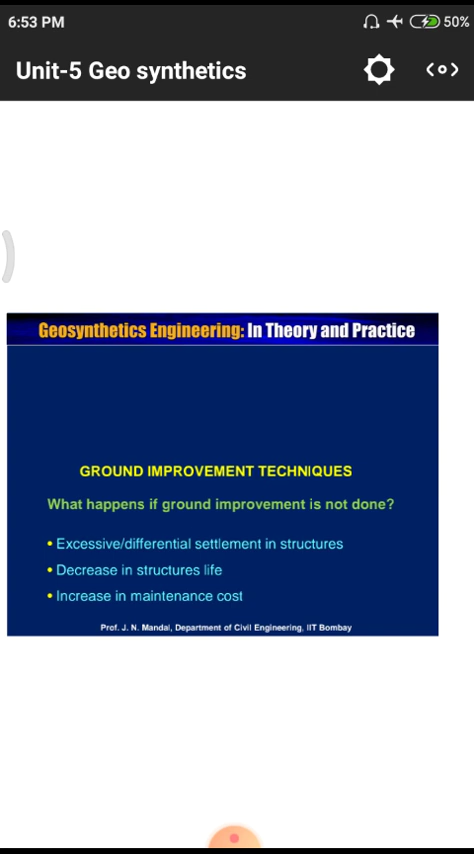 6:53 PM
50%
Unit-5 Geo synthetics
Geosynthetics Engineering: In Theory and Practice
GROUND IMPROVEMENT TECHNIQUES
What happens if ground improvement is not done?
• Excessive/differential settlement in structures
• Decrease in structures life
• Increase in maintenance cost
Prof. J. N. Mandal, Department of Civil Engineering, IIT Bombay